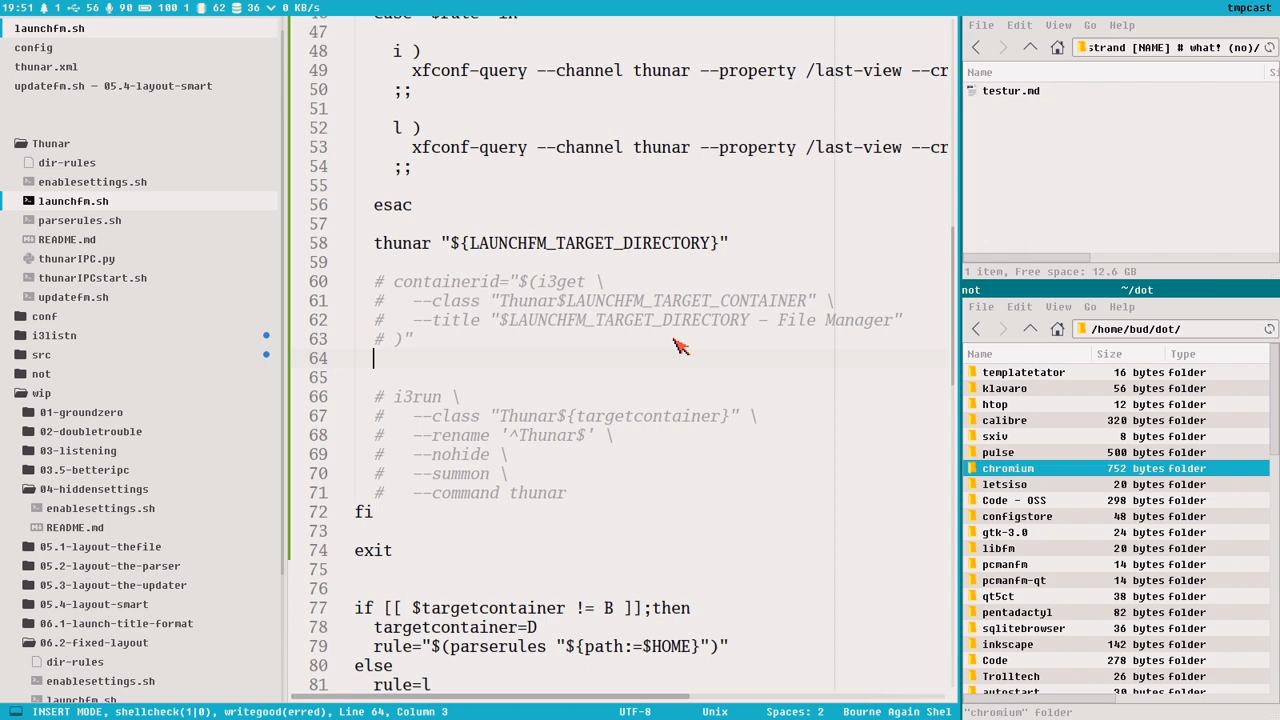 19:51 1 56 90 100 1 62 36 0 KB/s
tmpcast
launchfm.sh
config
thunar.xml
updatefm.sh — 05.4-layout-smart
Thunar
dir-rules
enablesettings.sh
launchfm.sh
parserules.sh
README.md
thunarIPC.py
thunarIPCstart.sh
updatefm.sh
conf
i3listn
src
not
wip
01-groundzero
02-doubletrouble
03-listening
03.5-betteripc
04-hiddensettings
enablesettings.sh
README.md
05.1-layout-thefile
05.2-layout-the-parser
05.3-layout-the-updater
05.4-layout-smart
06.1-launch-title-format
06.2-fixed-layout
dir-rules
enablesettings.sh
launchfm.sh
47
48 i )
49 xfconf-query --channel thunar --property /last-view --cr
50 ;;
51
52 l )
53 xfconf-query --channel thunar --property /last-view --cr
54 ;;
55
56 esac
57
58 thunar "${LAUNCHFM_TARGET_DIRECTORY}"
59
60 # containerid="$(i3get \
61 #   --class "Thunar$LAUNCHFM_TARGET_CONTAINER" \
62 #   --title "$LAUNCHFM_TARGET_DIRECTORY - File Manager"
63 # )"
64
65
66 # i3run \
67 #   --class "Thunar${targetcontainer}" \
68 #   --rename '^Thunar$' \
69 #   --nohide \
70 #   --summon \
71 #   --command thunar
72 fi
73
74 exit
75
76
77 if [[ $targetcontainer != B ]];then
78 targetcontainer=D
79 rule="$(parserules "${path:=$HOME}")"
80 else
81 rule=l
File Edit View Go Help
strand [NAME] # what! (no)/
Name Si
testur.md
1 item, Free space: 12.6 GB
not ~/dot
File Edit View Go Help
/home/bud/dot/
Name Size Type
templatetator 16 bytes folder
klavaro 56 bytes folder
htop 12 bytes folder
calibre 320 bytes folder
sxiv 8 bytes folder
pulse 500 bytes folder
chromium 752 bytes folder
letsiso 20 bytes folder
Code - OSS 298 bytes folder
configstore 48 bytes folder
gtk-3.0 24 bytes folder
libfm 20 bytes folder
pcmanfm 14 bytes folder
pcmanfm-qt 14 bytes folder
qt5ct 38 bytes folder
pentadactyl 82 bytes folder
sqlitebrowser 36 bytes folder
inkscape 142 bytes folder
Code 278 bytes folder
Trolltech 26 bytes folder
autostart bytes folder
"chromium" folder
INSERT MODE, shellcheck(1|0), writegood(erred), Line 64, Column 3 UTF-8 Unix Spaces: 2 Bourne Again Shel